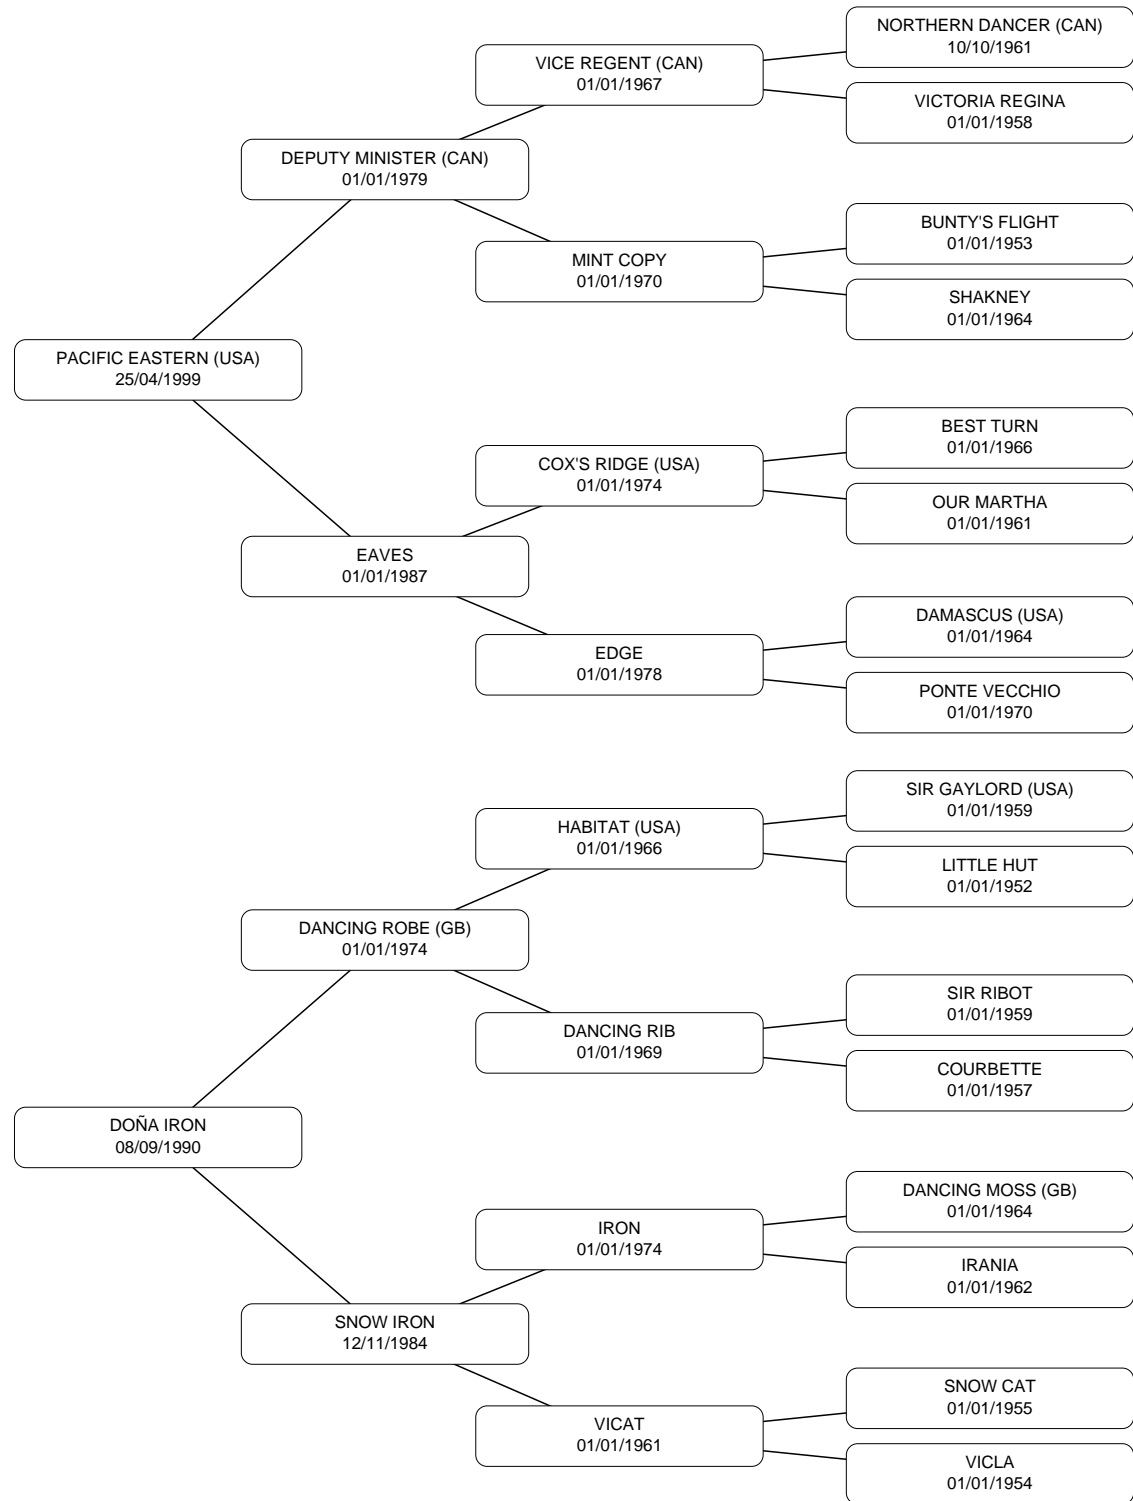 NORTHERN DANCER (CAN)
10/10/1961
VICE REGENT (CAN)
01/01/1967
VICTORIA REGINA
01/01/1958
DEPUTY MINISTER (CAN)
01/01/1979
BUNTY'S FLIGHT
01/01/1953
MINT COPY
01/01/1970
SHAKNEY
01/01/1964
PACIFIC EASTERN (USA)
25/04/1999
BEST TURN
01/01/1966
COX'S RIDGE (USA)
01/01/1974
OUR MARTHA
01/01/1961
EAVES
01/01/1987
DAMASCUS (USA)
01/01/1964
EDGE
01/01/1978
PONTE VECCHIO
01/01/1970
SIR GAYLORD (USA)
01/01/1959
HABITAT (USA)
01/01/1966
LITTLE HUT
01/01/1952
DANCING ROBE (GB)
01/01/1974
SIR RIBOT
01/01/1959
DANCING RIB
01/01/1969
COURBETTE
01/01/1957
DOÑA IRON
08/09/1990
DANCING MOSS (GB)
01/01/1964
IRON
01/01/1974
IRANIA
01/01/1962
SNOW IRON
12/11/1984
SNOW CAT
01/01/1955
VICAT
01/01/1961
VICLA
01/01/1954